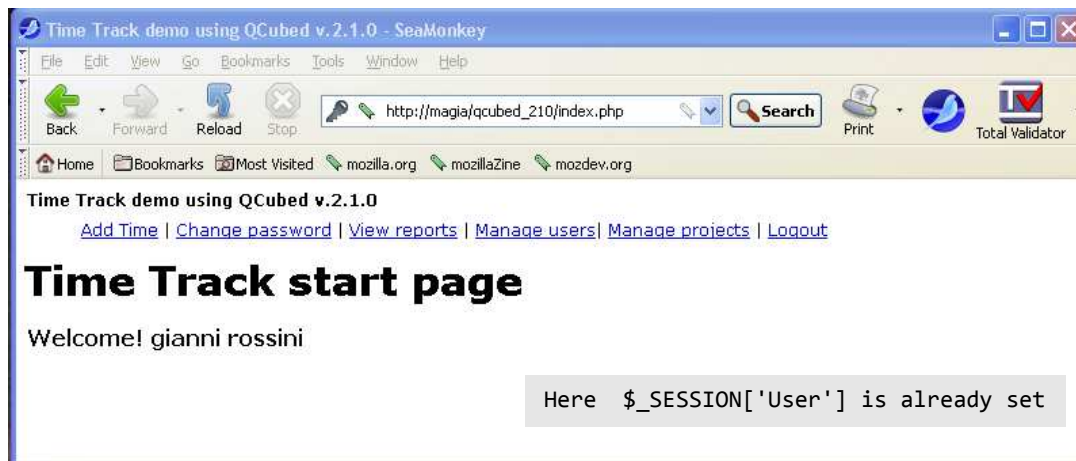 Time Track demo using QCubed v.2.1.0 - SeaMonkey
File Edit View Go Bookmarks Tools Window Help
Back Forward Reload Stop http://magia/qcubed_210/index.php Search Print Total Validator
Home Bookmarks Most Visited mozilla.org mozillaZine mozdev.org
Time Track demo using QCubed v.2.1.0
Add Time | Change password | View reports | Manage users| Manage projects | Logout
Time Track start page
Welcome! gianni rossini
Here $_SESSION['User'] is already set